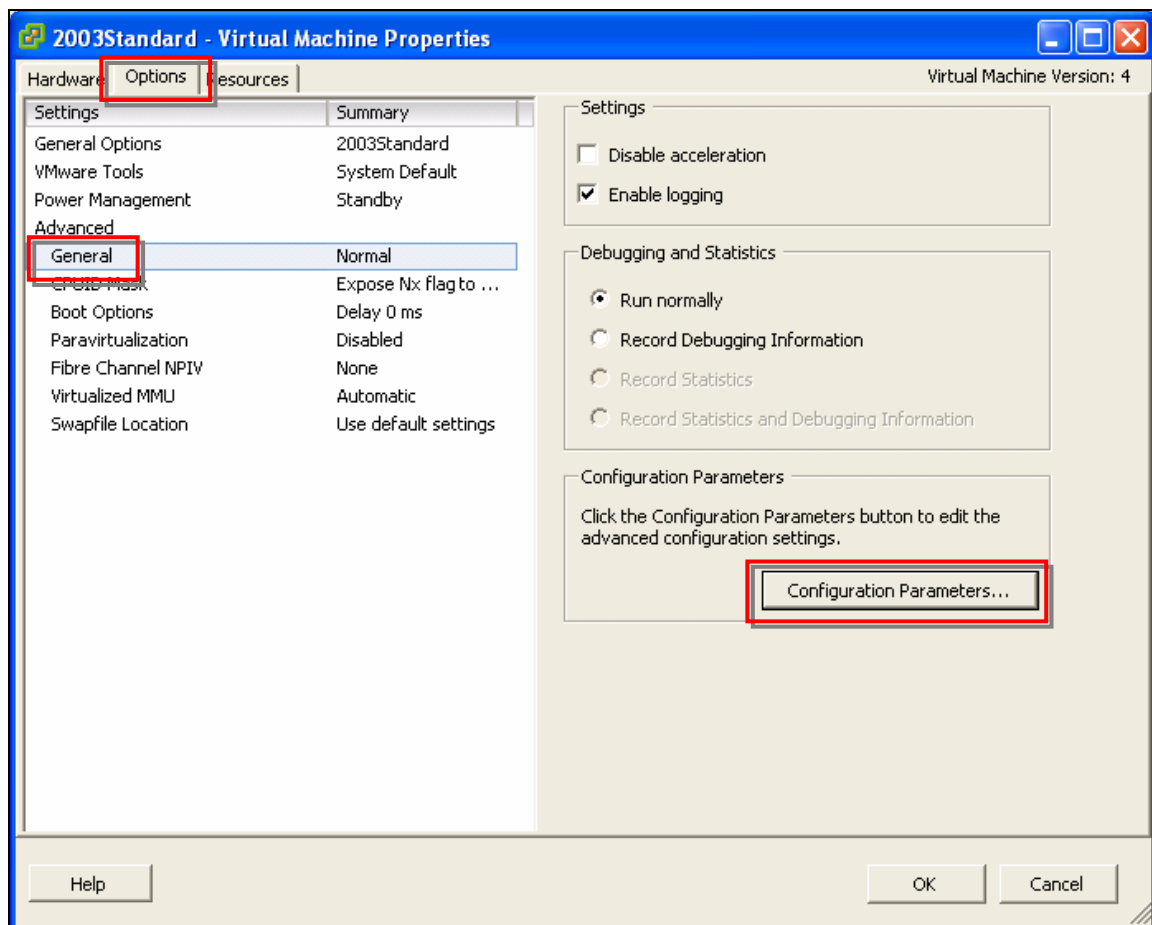 2003Standard - Virtual Machine Properties
Hardware Options Resources Virtual Machine Version: 4
Settings Summary
General Options 2003Standard
VMware Tools System Default
Power Management Standby
Advanced
General Normal
CPUID Mask Expose Nx flag to ...
Boot Options Delay 0 ms
Paravirtualization Disabled
Fibre Channel NPIV None
Virtualized MMU Automatic
Swapfile Location Use default settings
Settings
Disable acceleration
Enable logging
Debugging and Statistics
Run normally
Record Debugging Information
Record Statistics
Record Statistics and Debugging Information
Configuration Parameters
Click the Configuration Parameters button to edit the
advanced configuration settings.
Configuration Parameters...
Help OK Cancel